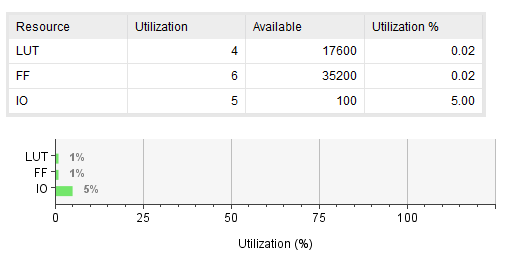 Resource Utilization Available Utilization %
LUT 4 17600 0.02
FF 6 35200 0.02
IO 5 100 5.00
LUT 1%
FF 1%
IO 5%
0 25 50 75 100
Utilization (%)